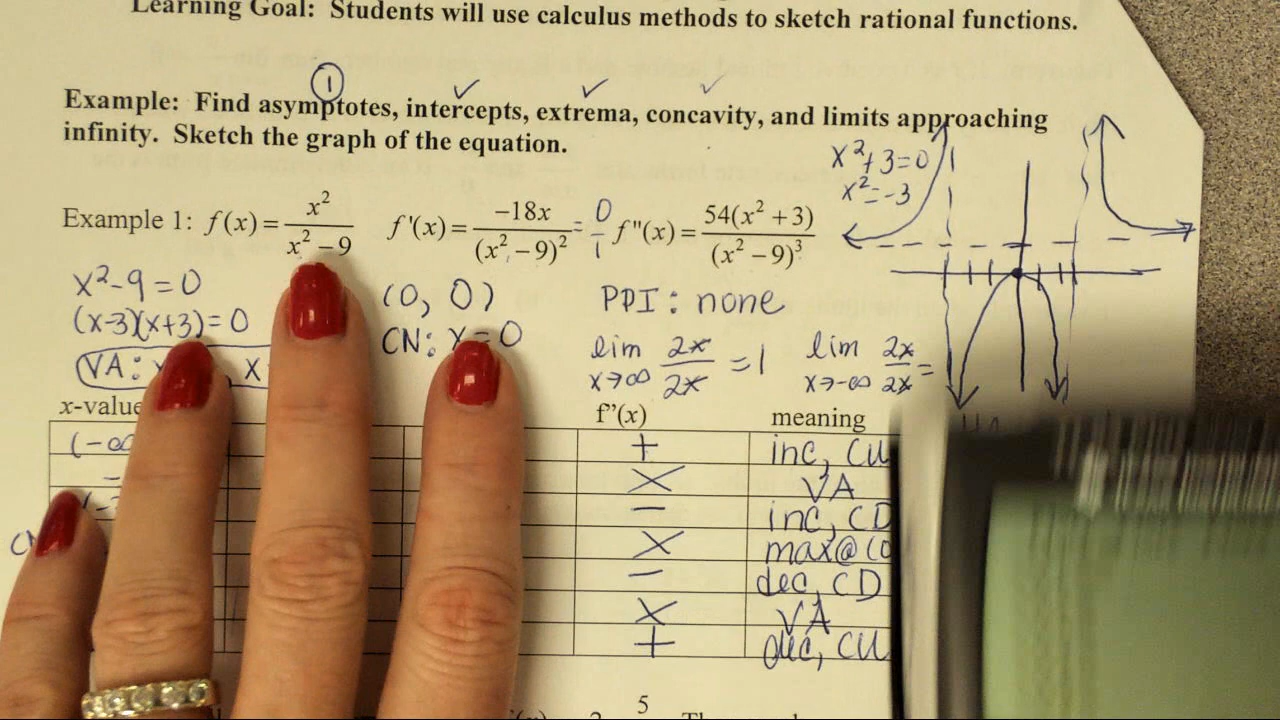 Learning Goal: Students will use calculus methods to sketch rational functions.
①
Example: Find asymptotes, intercepts, extrema, concavity, and limits approaching
infinity. Sketch the graph of the equation.
x²+3=0
x²=-3
Example 1: f(x)= x²/(x²-9) f'(x)= -18x/(x²-9)² = 0/1 f"(x)= 54(x²+3)/(x²-9)³
x²-9=0
(x-3)(x+3)=0
VA: x
(0, 0)
CN: x=0
PPI: none
lim x→∞ 2x/2x =1 lim x→-∞ 2x/2x =
x-value f"(x) meaning
(-∞ + inc, CU
X VA
- inc, CD
X max@(0
- dec, CD
X VA
+ dec, CU
5